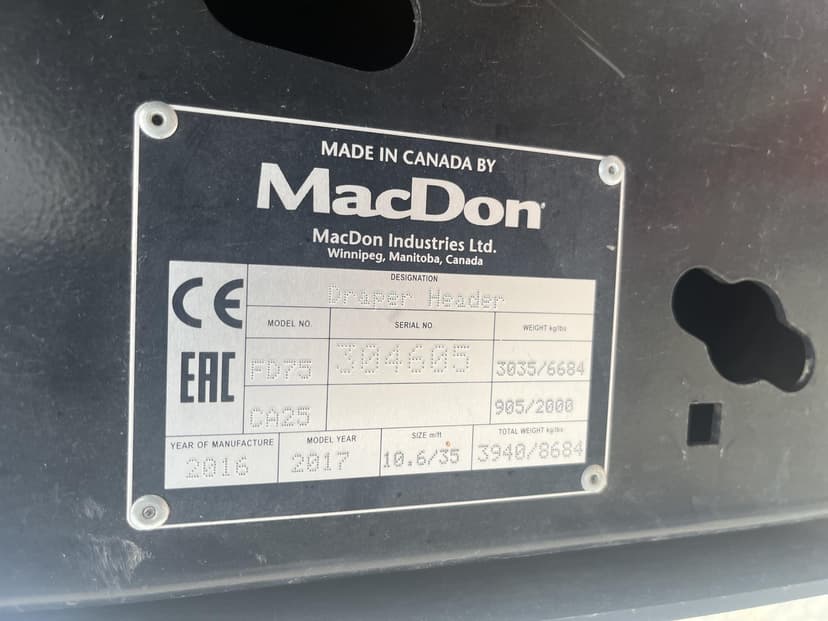 MADE IN CANADA BY
MacDon
MacDon Industries Ltd.
Winnipeg, Manitoba, Canada
CE
EAC
DESIGNATION
Draper Header
MODEL NO. SERIAL NO. WEIGHT kg/lbs
FD75 304605 3035/6684
CA25 905/2000
YEAR OF MANUFACTURE MODEL YEAR SIZE m/ft TOTAL WEIGHT kg/lbs
2016 2017 10.6/35 3940/8684